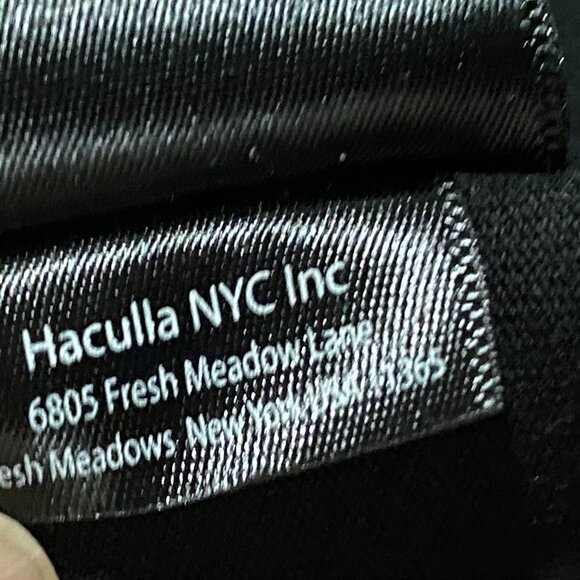 Haculla NYC Inc
6805 Fresh Meadow Lane
esh Meadows, New York, USA 11365